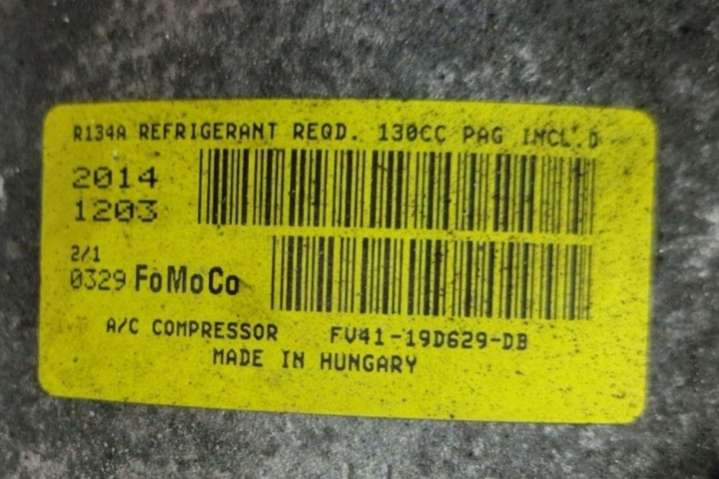 R134A REFRIGERANT REQD. 130CC PAG INCL'D
2014
1203
2/1
0329 FoMoCo
A/C COMPRESSOR FV41-19D629-DB
MADE IN HUNGARY